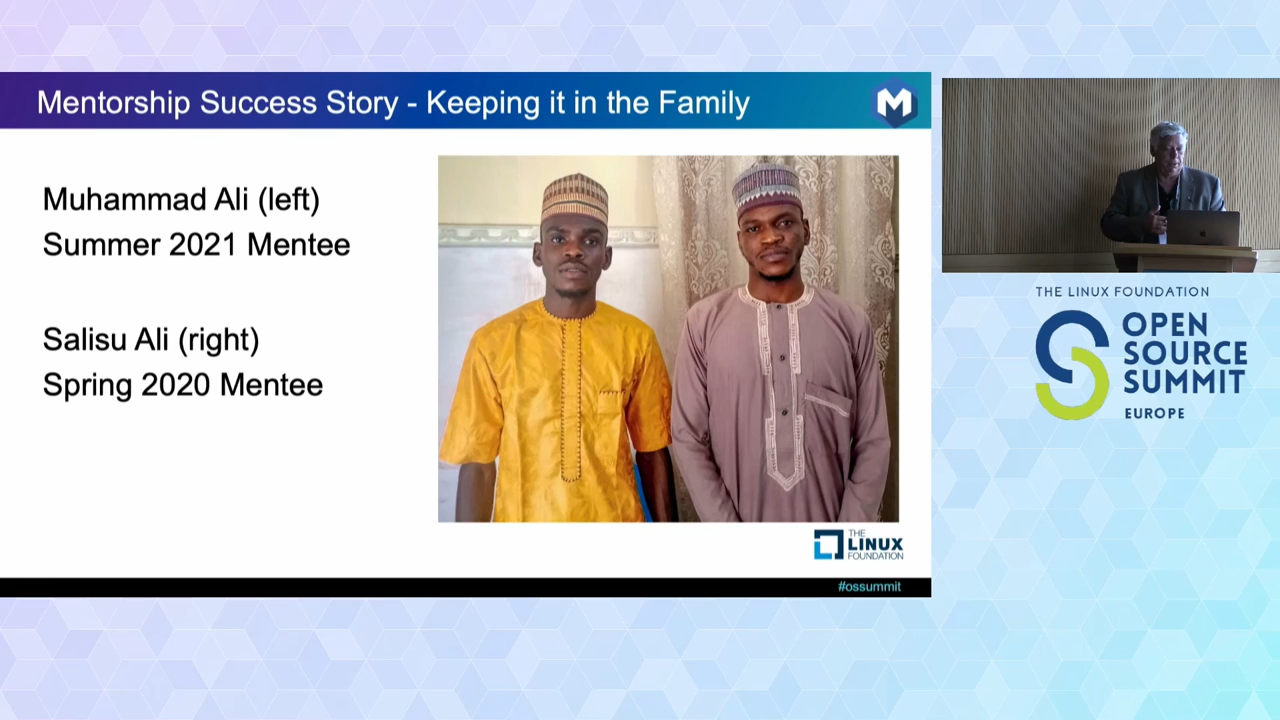 Mentorship Success Story - Keeping it in the Family
M
Muhammad Ali (left)
Summer 2021 Mentee
Salisu Ali (right)
Spring 2020 Mentee
THE
LINUX
FOUNDATION
#ossummit
THE LINUX FOUNDATION
OPEN
SOURCE
SUMMIT
EUROPE